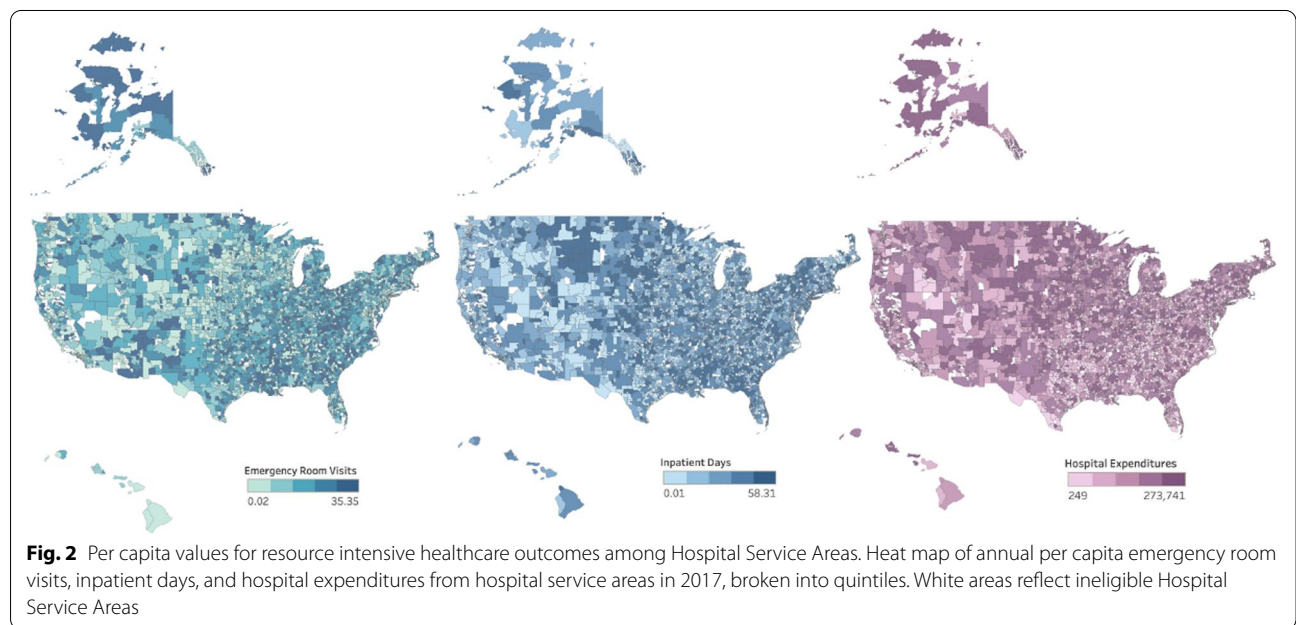 Emergency Room Visits
0.02 35.35
Inpatient Days
0.01 58.31
Hospital Expenditures
249 273,741
Fig. 2 Per capita values for resource intensive healthcare outcomes among Hospital Service Areas. Heat map of annual per capita emergency room
visits, inpatient days, and hospital expenditures from hospital service areas in 2017, broken into quintiles. White areas reflect ineligible Hospital
Service Areas